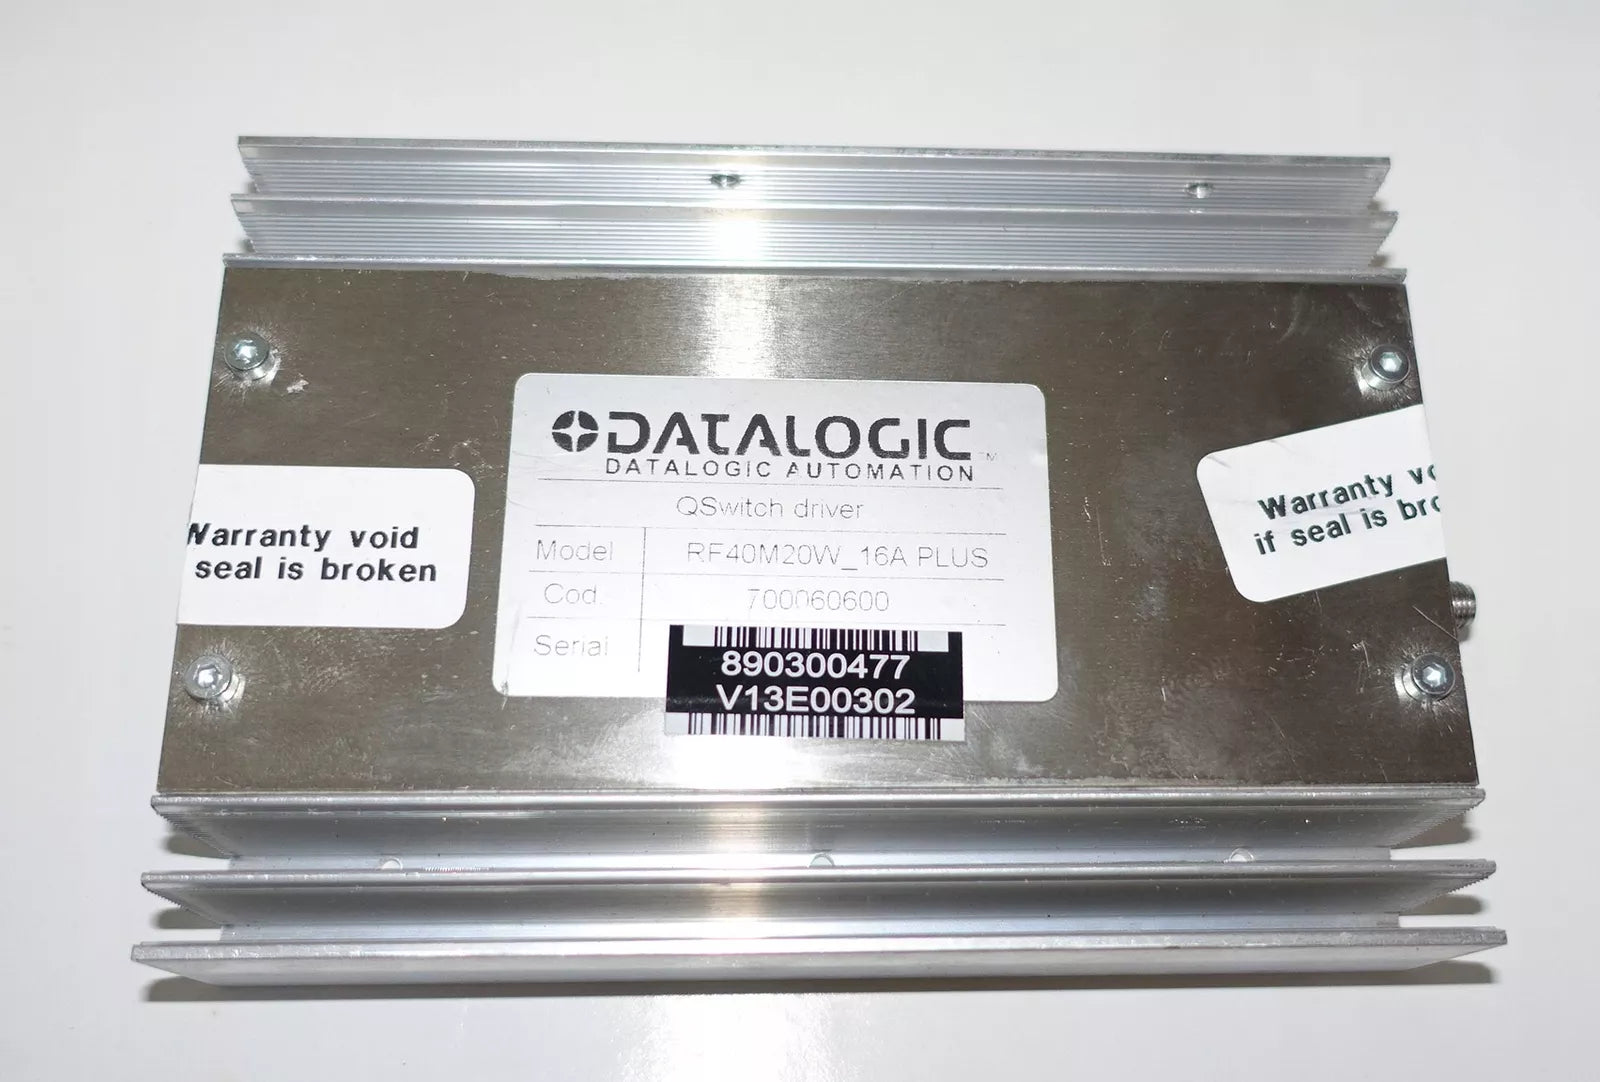 DATALOGIC™
DATALOGIC AUTOMATION
QSwitch driver
Model RF40M20W_16A PLUS
Cod. 700060600
Serial 890300477
V13E00302
Warranty void
seal is broken
Warranty vo
if seal is bro